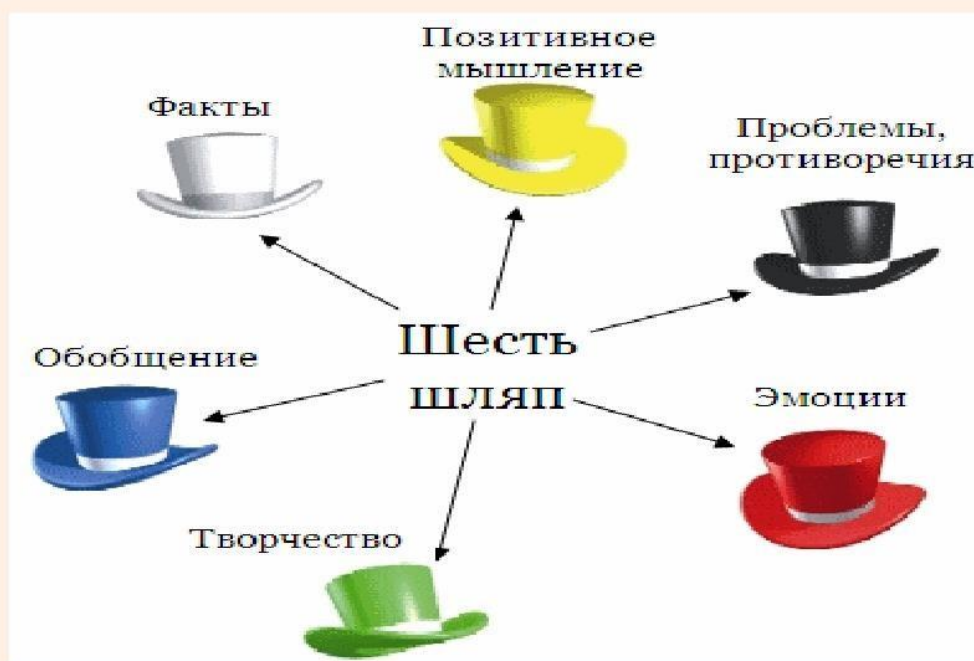 Позитивное
мышление
Факты
Проблемы,
противоречия
Шесть
шляп
Обобщение
Эмоции
Творчество